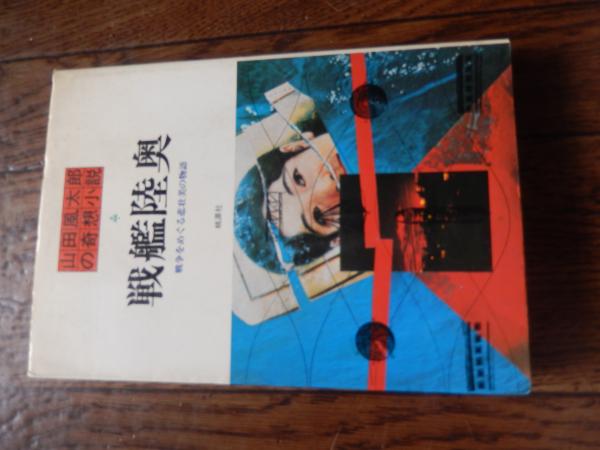 山田風太郎
の奇想小説
4
戦艦陸奥
戦争をめぐる悲壮美の物語
桃源社